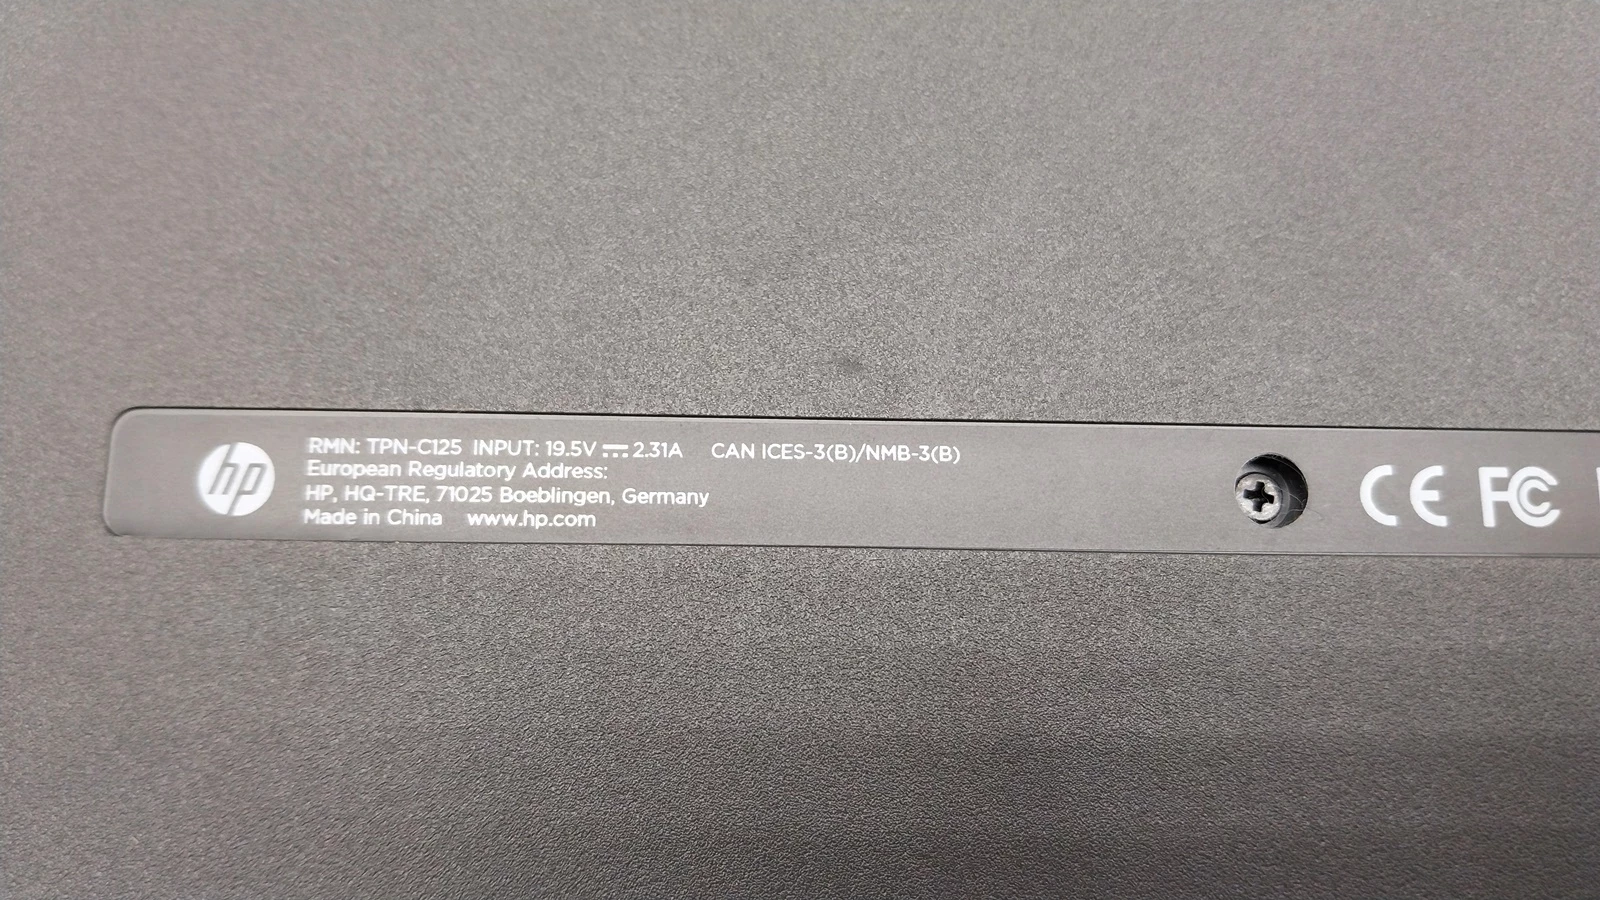 hp
RMN: TPN-C125 INPUT: 19.5V ⎓ 2.31A CAN ICES-3(B)/NMB-3(B)
European Regulatory Address:
HP, HQ-TRE, 71025 Boeblingen, Germany
Made in China www.hp.com
CE FC